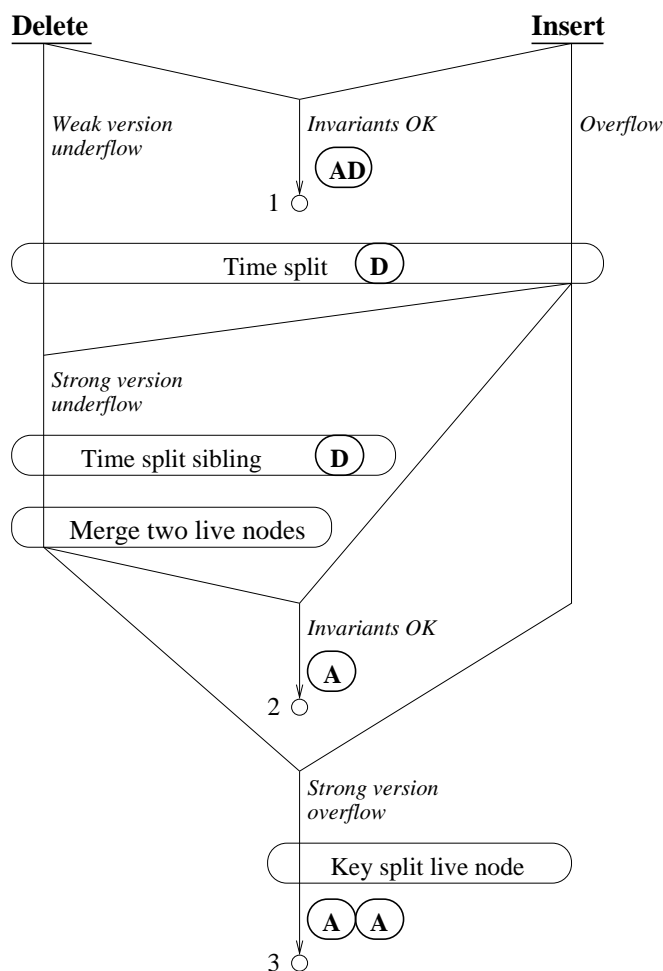 Delete
Insert
Weak version
underflow
Invariants OK
Overflow
AD
1
Time split D
Strong version
underflow
Time split sibling D
Merge two live nodes
Invariants OK
A
2
Strong version
overflow
Key split live node
A A
3